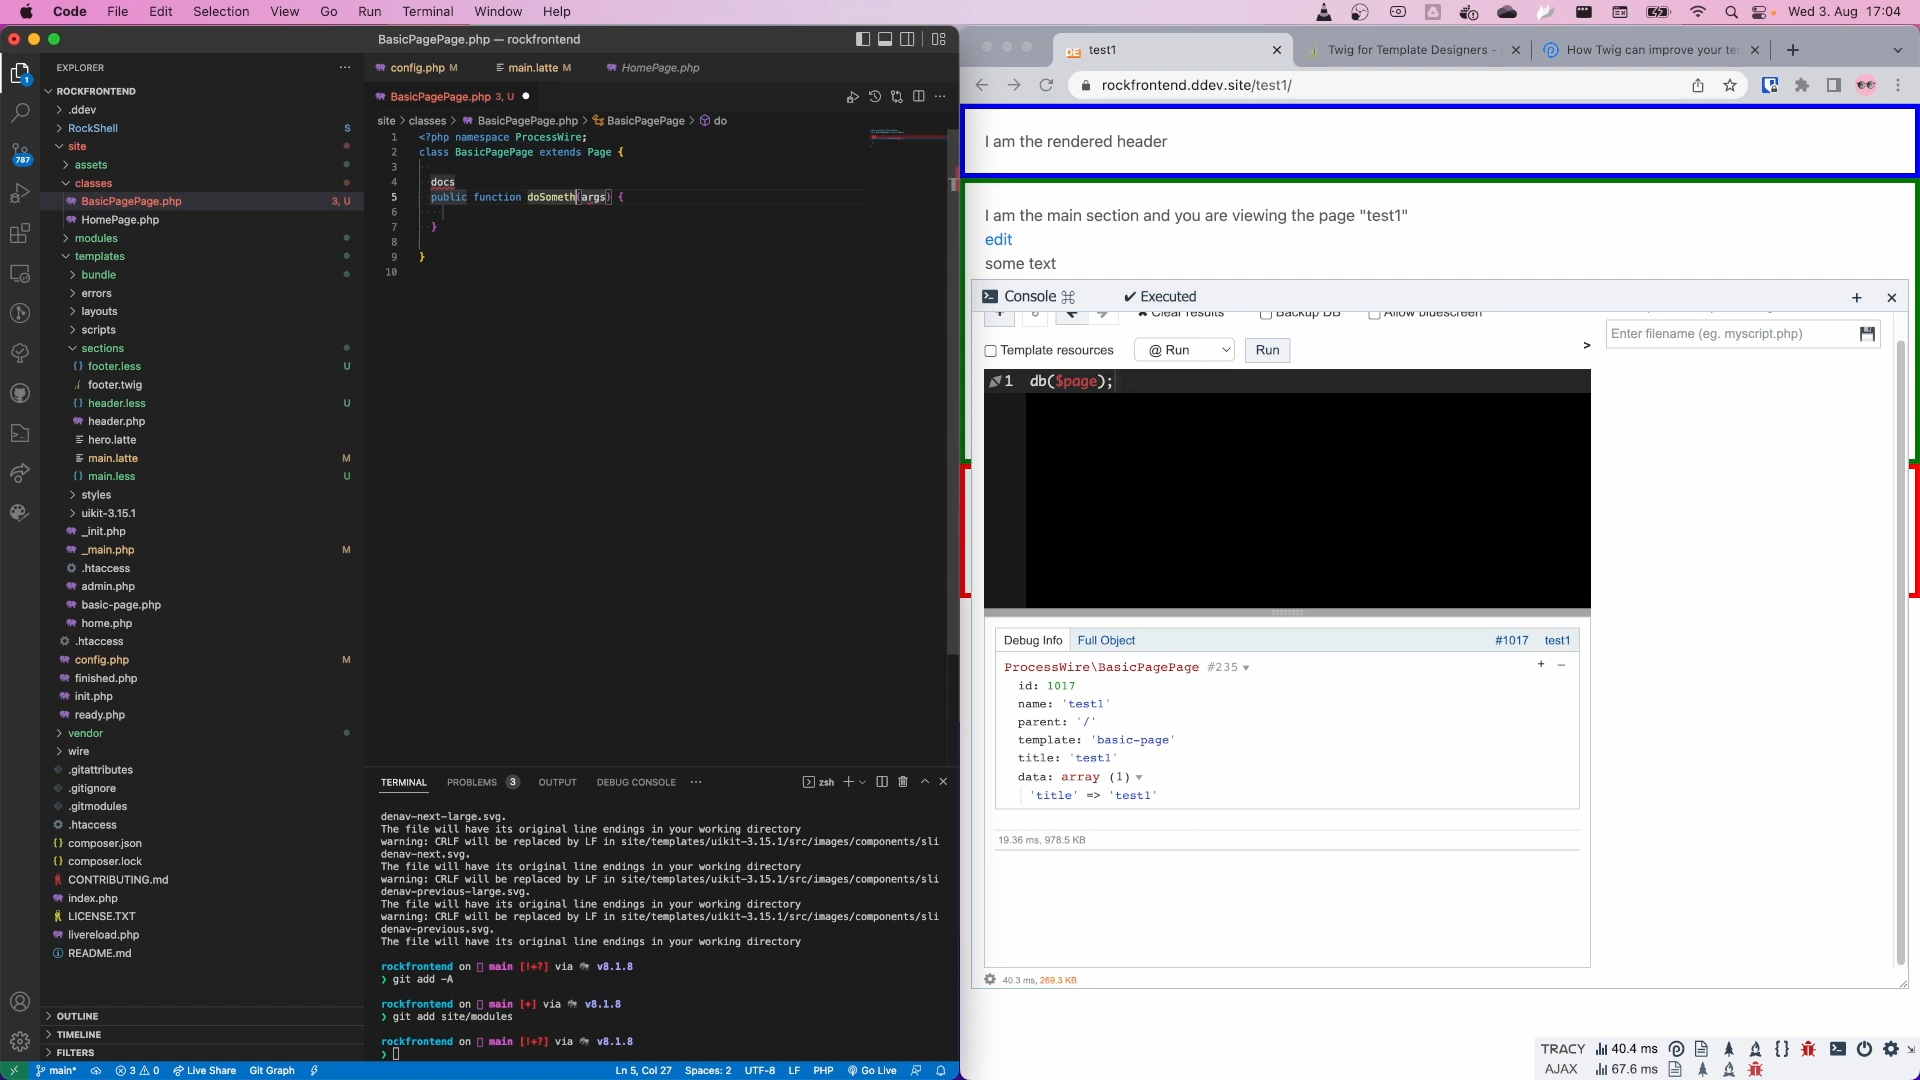 Code File Edit Selection View Go Run Terminal Window Help
Wed 3. Aug 17:04
BasicPagePage.php — rockfrontend
EXPLORER
ROCKFRONTEND
.ddev
RockShell S
site
assets
classes
BasicPagePage.php 3, U
HomePage.php
modules
templates
bundle
errors
layouts
scripts
sections
footer.less U
footer.twig
header.less U
header.php
hero.latte
main.latte M
main.less U
styles
uikit-3.15.1
_init.php
_main.php M
.htaccess
admin.php
basic-page.php
home.php
.htaccess
config.php M
finished.php
init.php
ready.php
vendor
wire
.gitattributes
.gitignore
.gitmodules
.htaccess
composer.json
composer.lock
CONTRIBUTING.md
index.php
LICENSE.TXT
livereload.php
README.md
OUTLINE
TIMELINE
FILTERS
1
787
config.php M main.latte M HomePage.php
BasicPagePage.php 3, U
site > classes > BasicPagePage.php > BasicPagePage > do
1 <?php namespace ProcessWire;
2 class BasicPagePage extends Page {
3
4 docs
5 public function doSometh(args) {
6
7 }
8
9 }
10
TERMINAL PROBLEMS 3 OUTPUT DEBUG CONSOLE ··· zsh
denav-next-large.svg.
The file will have its original line endings in your working directory
warning: CRLF will be replaced by LF in site/templates/uikit-3.15.1/src/images/components/sli
denav-next.svg.
The file will have its original line endings in your working directory
warning: CRLF will be replaced by LF in site/templates/uikit-3.15.1/src/images/components/sli
denav-previous-large.svg.
The file will have its original line endings in your working directory
warning: CRLF will be replaced by LF in site/templates/uikit-3.15.1/src/images/components/sli
denav-previous.svg.
The file will have its original line endings in your working directory
rockfrontend on main [!+?] via v8.1.8
❯ git add -A
rockfrontend on main [+] via v8.1.8
❯ git add site/modules
rockfrontend on main [!+?] via v8.1.8
❯
main* 3 0 Live Share Git Graph Ln 5, Col 27 Spaces: 2 UTF-8 LF PHP Go Live
DE test1 Twig for Template Designers - How Twig can improve your te
rockfrontend.ddev.site/test1/
I am the rendered header
I am the main section and you are viewing the page "test1"
edit
some text
Console ⌘ ✔ Executed + ×
Clear results Backup DB Allow bluescreen
Enter filename (eg. myscript.php)
Template resources @ Run Run >
1 db($page);
Debug Info Full Object #1017 test1
ProcessWire\BasicPagePage #235 + –
id: 1017
name: 'test1'
parent: '/'
template: 'basic-page'
title: 'test1'
data: array (1)
'title' => 'test1'
19.36 ms, 978.5 KB
40.3 ms, 269.3 KB
TRACY 40.4 ms
AJAX 67.6 ms